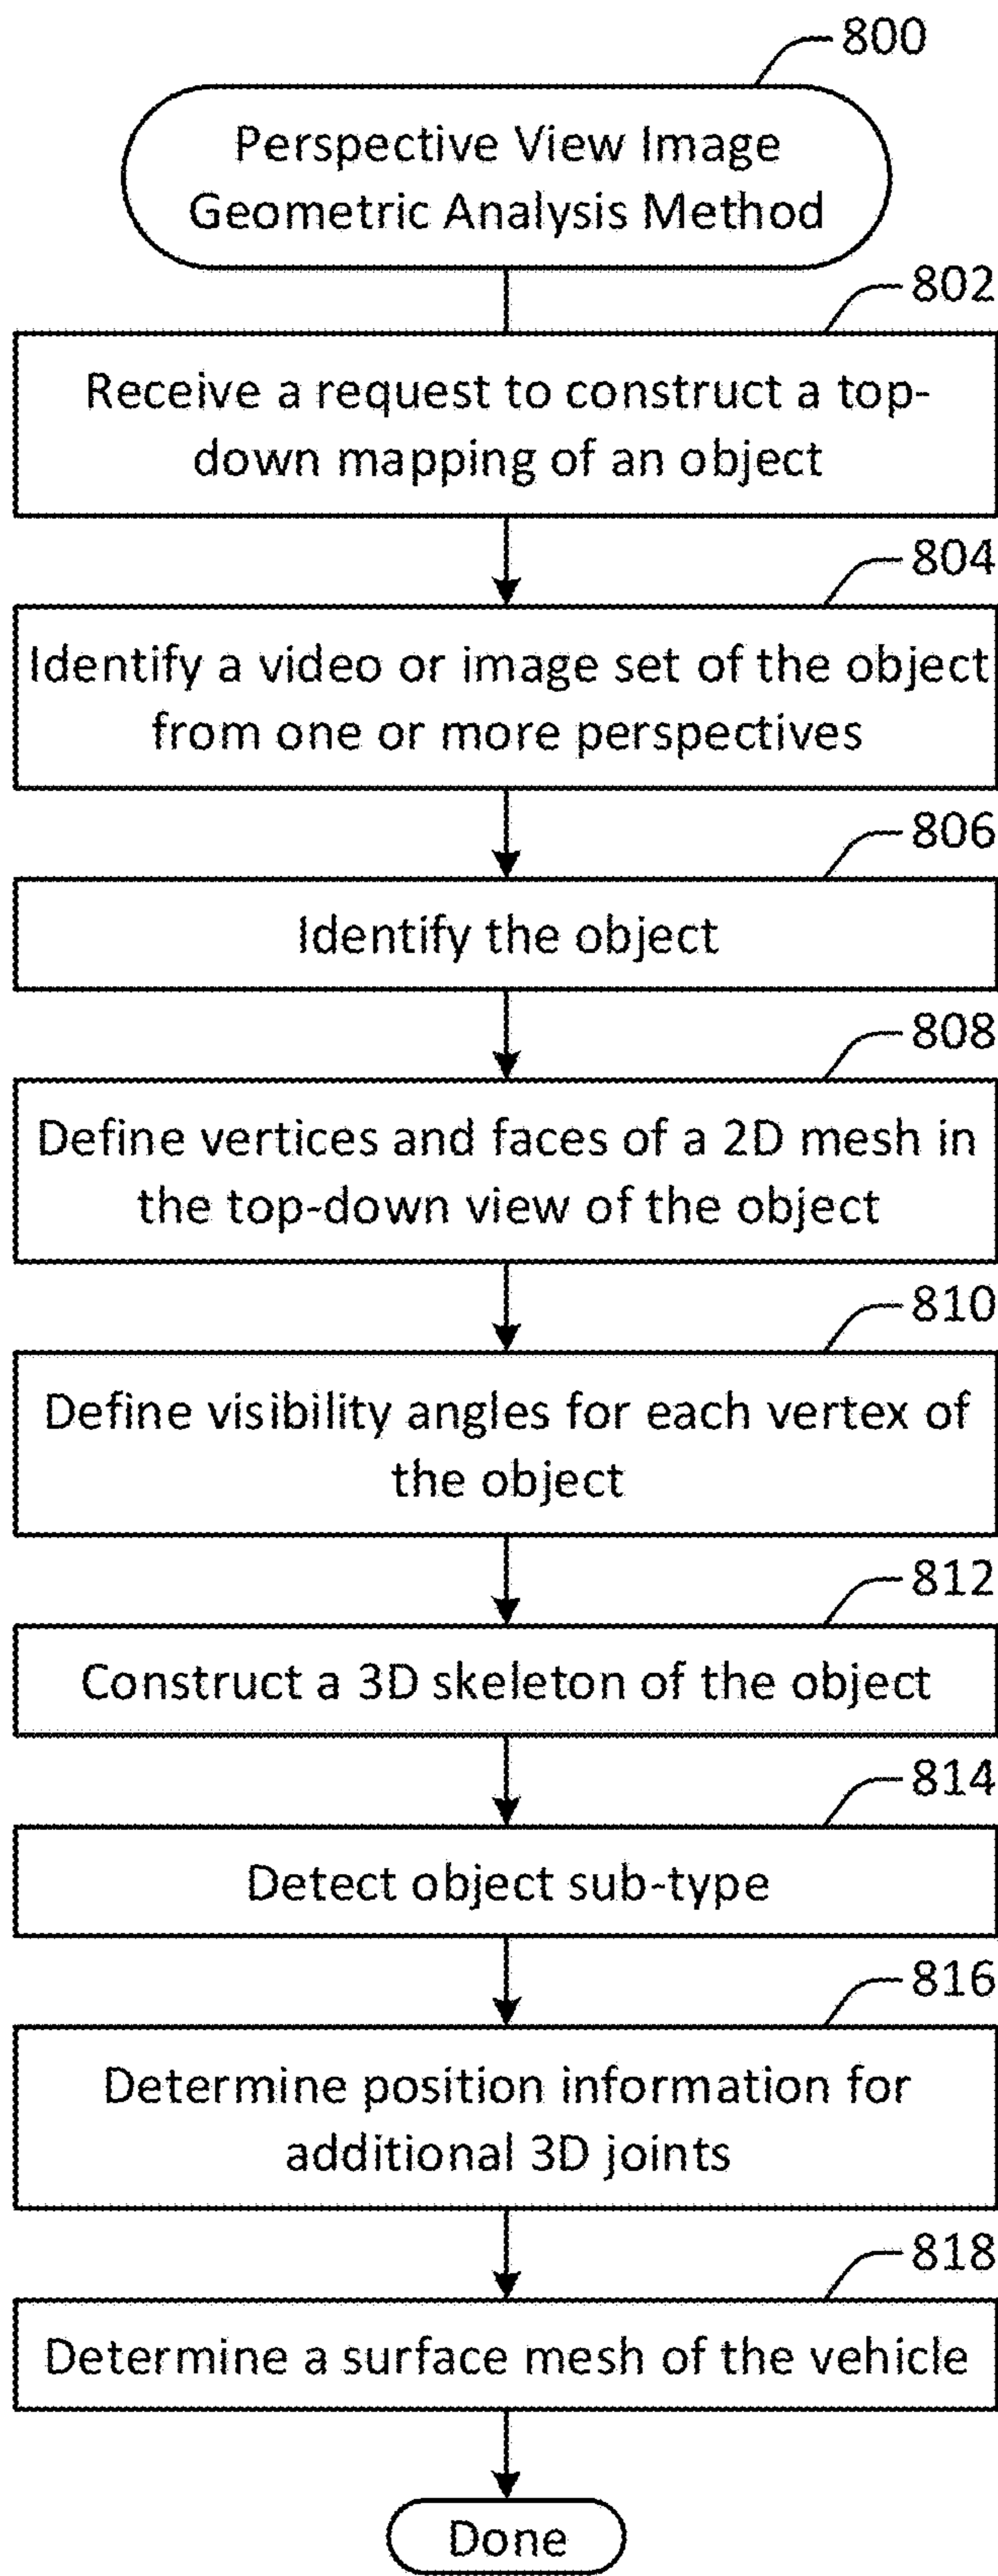 800
Perspective View Image
Geometric Analysis Method
802
Receive a request to construct a top-
down mapping of an object
804
Identify a video or image set of the object
from one or more perspectives
806
Identify the object
808
Define vertices and faces of a 2D mesh in
the top-down view of the object
810
Define visibility angles for each vertex of
the object
812
Construct a 3D skeleton of the object
814
Detect object sub-type
816
Determine position information for
additional 3D joints
818
Determine a surface mesh of the vehicle
Done